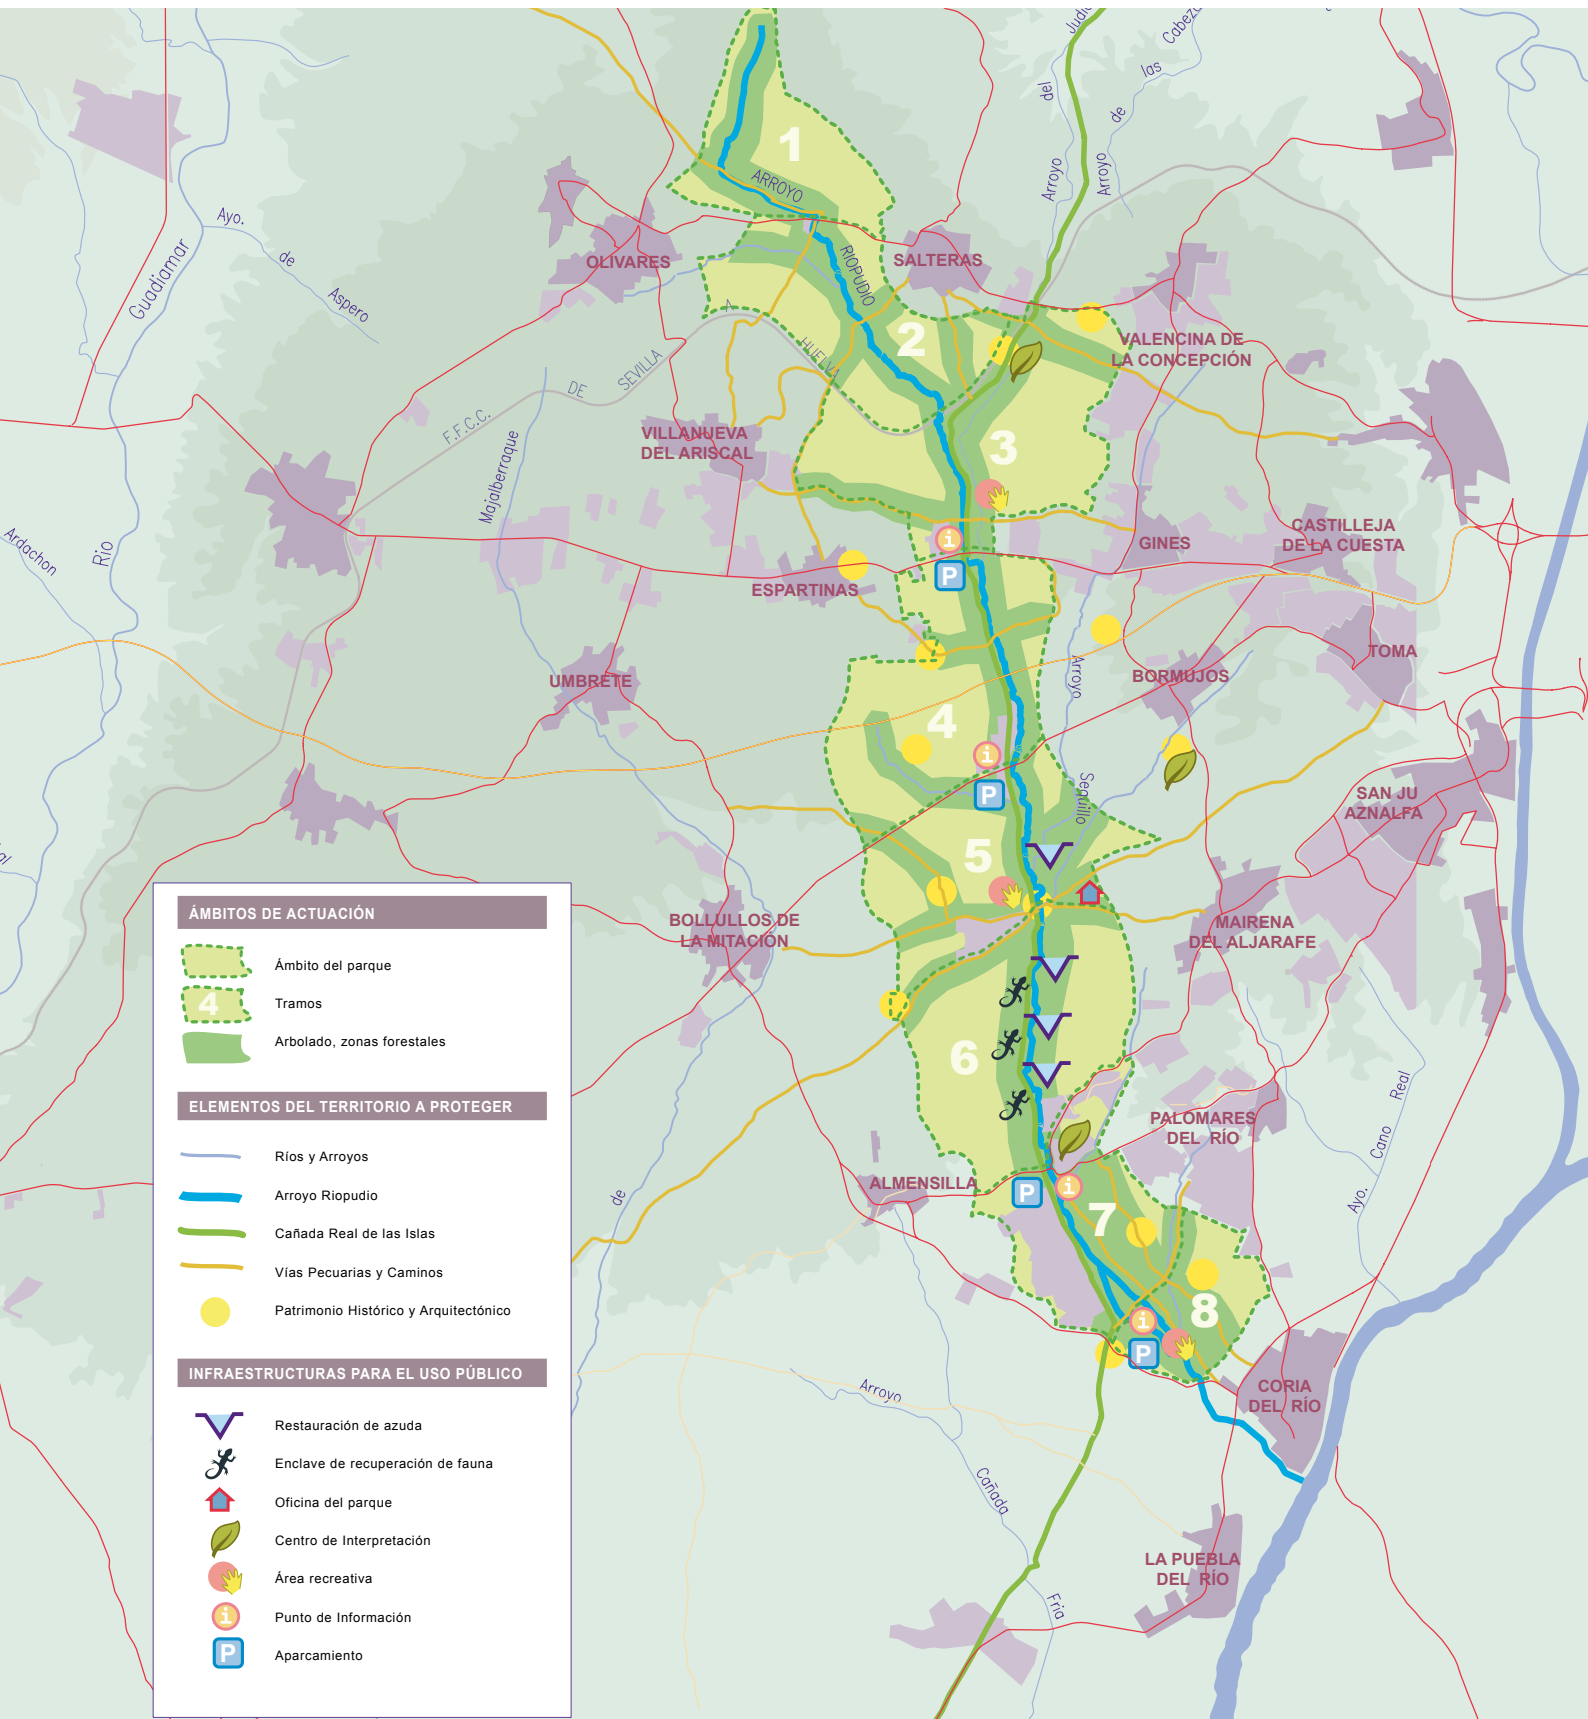 Judío
del
Arroyo
Cabeza
las
de
Arroyo
1
ARROYO
RIOPUDIO
Ayo.
de
Aspero
Guadiamar
Rio
OLIVARES
SALTERAS
2
VALENCINA DE
LA CONCEPCIÓN
F.F.C.C.
DE
SEVILLA
A
HUELVA
VILLANUEVA
DEL ARISCAL
3
Majalberraque
Ardachon
CASTILLEJA
DE LA CUESTA
GINES
i
P
ESPARTINAS
TOMA
Arroyo
BORMUJOS
UMBRETE
4
i
P
Sequillo
SAN JU
AZNALFA
5
BOLLULLOS DE
LA MITACIÓN
MAIRENA
DEL ALJARAFE
6
Ayo.
Cano
Real
PALOMARES
DEL RÍO
ALMENSILLA
P
i
7
de
8
i
P
CORIA
DEL RÍO
Arroyo
Cañada
Fria
LA PUEBLA
DEL RÍO
ÁMBITOS DE ACTUACIÓN
Ámbito del parque
4
Tramos
Arbolado, zonas forestales
ELEMENTOS DEL TERRITORIO A PROTEGER
Ríos y Arroyos
Arroyo Riopudio
Cañada Real de las Islas
Vías Pecuarias y Caminos
Patrimonio Histórico y Arquitectónico
INFRAESTRUCTURAS PARA EL USO PÚBLICO
Restauración de azuda
Enclave de recuperación de fauna
Oficina del parque
Centro de Interpretación
Área recreativa
i
Punto de Información
P
Aparcamiento